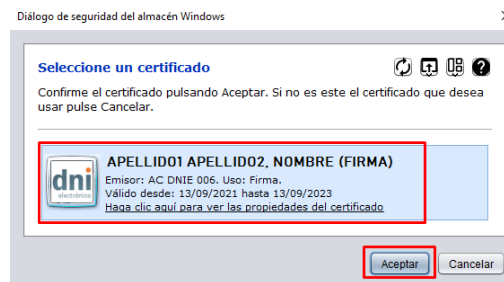 Diálogo de seguridad del almacén Windows
Seleccione un certificado
Confirme el certificado pulsando Aceptar. Si no es este el certificado que desea
usar pulse Cancelar.
dni
electrónico
APELLIDO1 APELLIDO2, NOMBRE (FIRMA)
Emisor: AC DNIE 006. Uso: Firma.
Válido desde: 13/09/2021 hasta 13/09/2023
Haga clic aquí para ver las propiedades del certificado
Aceptar
Cancelar